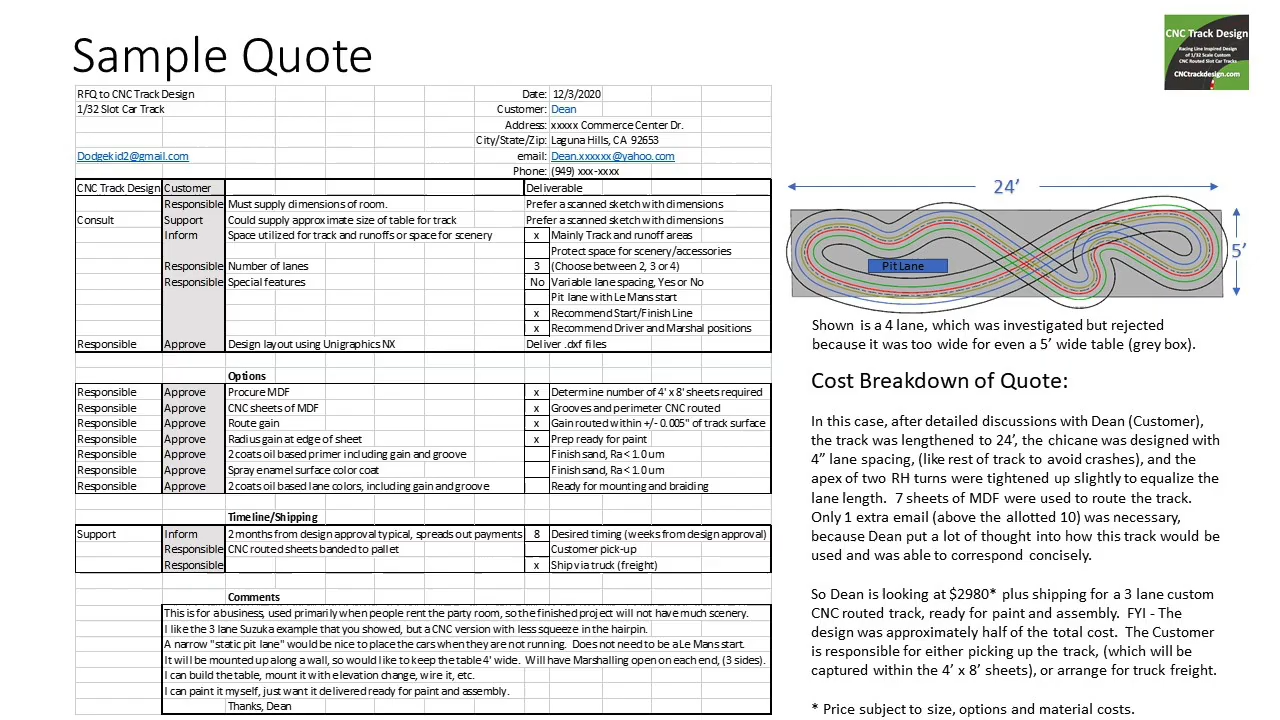 Sample Quote
CNC Track Design
Racing Line Inspired Design
of 1/32 Scale Custom
CNC Routed Slot Car Tracks
CNCtrackdesign.com
RFQ to CNC Track Design Date: 12/3/2020
1/32 Slot Car Track Customer: Dean
Address: xxxxx Commerce Center Dr.
City/State/Zip: Laguna Hills, CA 92653
Dodgekid2@gmail.com email: Dean.xxxxxx@yahoo.com
Phone: (949) xxx-xxxx
CNC Track Design Customer Deliverable
Responsible Must supply dimensions of room. Prefer a scanned sketch with dimensions
Consult Support Could supply approximate size of table for track Prefer a scanned sketch with dimensions
Inform Space utilized for track and runoffs or space for scenery x Mainly Track and runoff areas
Protect space for scenery/accessories
Responsible Number of lanes 3 (Choose between 2, 3 or 4)
Responsible Special features No Variable lane spacing, Yes or No
Pit lane with Le Mans start
x Recommend Start/Finish Line
x Recommend Driver and Marshal positions
Responsible Approve Design layout using Unigraphics NX Deliver .dxf files
Options
Responsible Approve Procure MDF x Determine number of 4' x 8' sheets required
Responsible Approve CNC sheets of MDF x Grooves and perimeter CNC routed
Responsible Approve Route gain x Gain routed within +/- 0.005" of track surface
Responsible Approve Radius gain at edge of sheet x Prep ready for paint
Responsible Approve 2 coats oil based primer including gain and groove Finish sand, Ra < 1.0 um
Responsible Approve Spray enamel surface color coat Finish sand, Ra < 1.0 um
Responsible Approve 2 coats oil based lane colors, including gain and groove Ready for mounting and braiding
Timeline/Shipping
Support Inform 2 months from design approval typical, spreads out payments 8 Desired timing (weeks from design approval)
Responsible CNC routed sheets banded to pallet Customer pick-up
Responsible x Ship via truck (freight)
Comments
This is for a business, used primarily when people rent the party room, so the finished project will not have much scenery.
I like the 3 lane Suzuka example that you showed, but a CNC version with less squeeze in the hairpin.
A narrow "static pit lane" would be nice to place the cars when they are not running. Does not need to be a Le Mans start.
It will be mounted up along a wall, so would like to keep the table 4' wide. Will have Marshalling open on each end, (3 sides).
I can build the table, mount it with elevation change, wire it, etc.
I can paint it myself, just want it delivered ready for paint and assembly.
Thanks, Dean
24’
5’
Pit Lane
Shown is a 4 lane, which was investigated but rejected
because it was too wide for even a 5’ wide table (grey box).
Cost Breakdown of Quote:
In this case, after detailed discussions with Dean (Customer),
the track was lengthened to 24’, the chicane was designed with
4” lane spacing, (like rest of track to avoid crashes), and the
apex of two RH turns were tightened up slightly to equalize the
lane length. 7 sheets of MDF were used to route the track.
Only 1 extra email (above the allotted 10) was necessary,
because Dean put a lot of thought into how this track would be
used and was able to correspond concisely.
So Dean is looking at $2980* plus shipping for a 3 lane custom
CNC routed track, ready for paint and assembly. FYI - The
design was approximately half of the total cost. The Customer
is responsible for either picking up the track, (which will be
captured within the 4’ x 8’ sheets), or arrange for truck freight.
* Price subject to size, options and material costs.